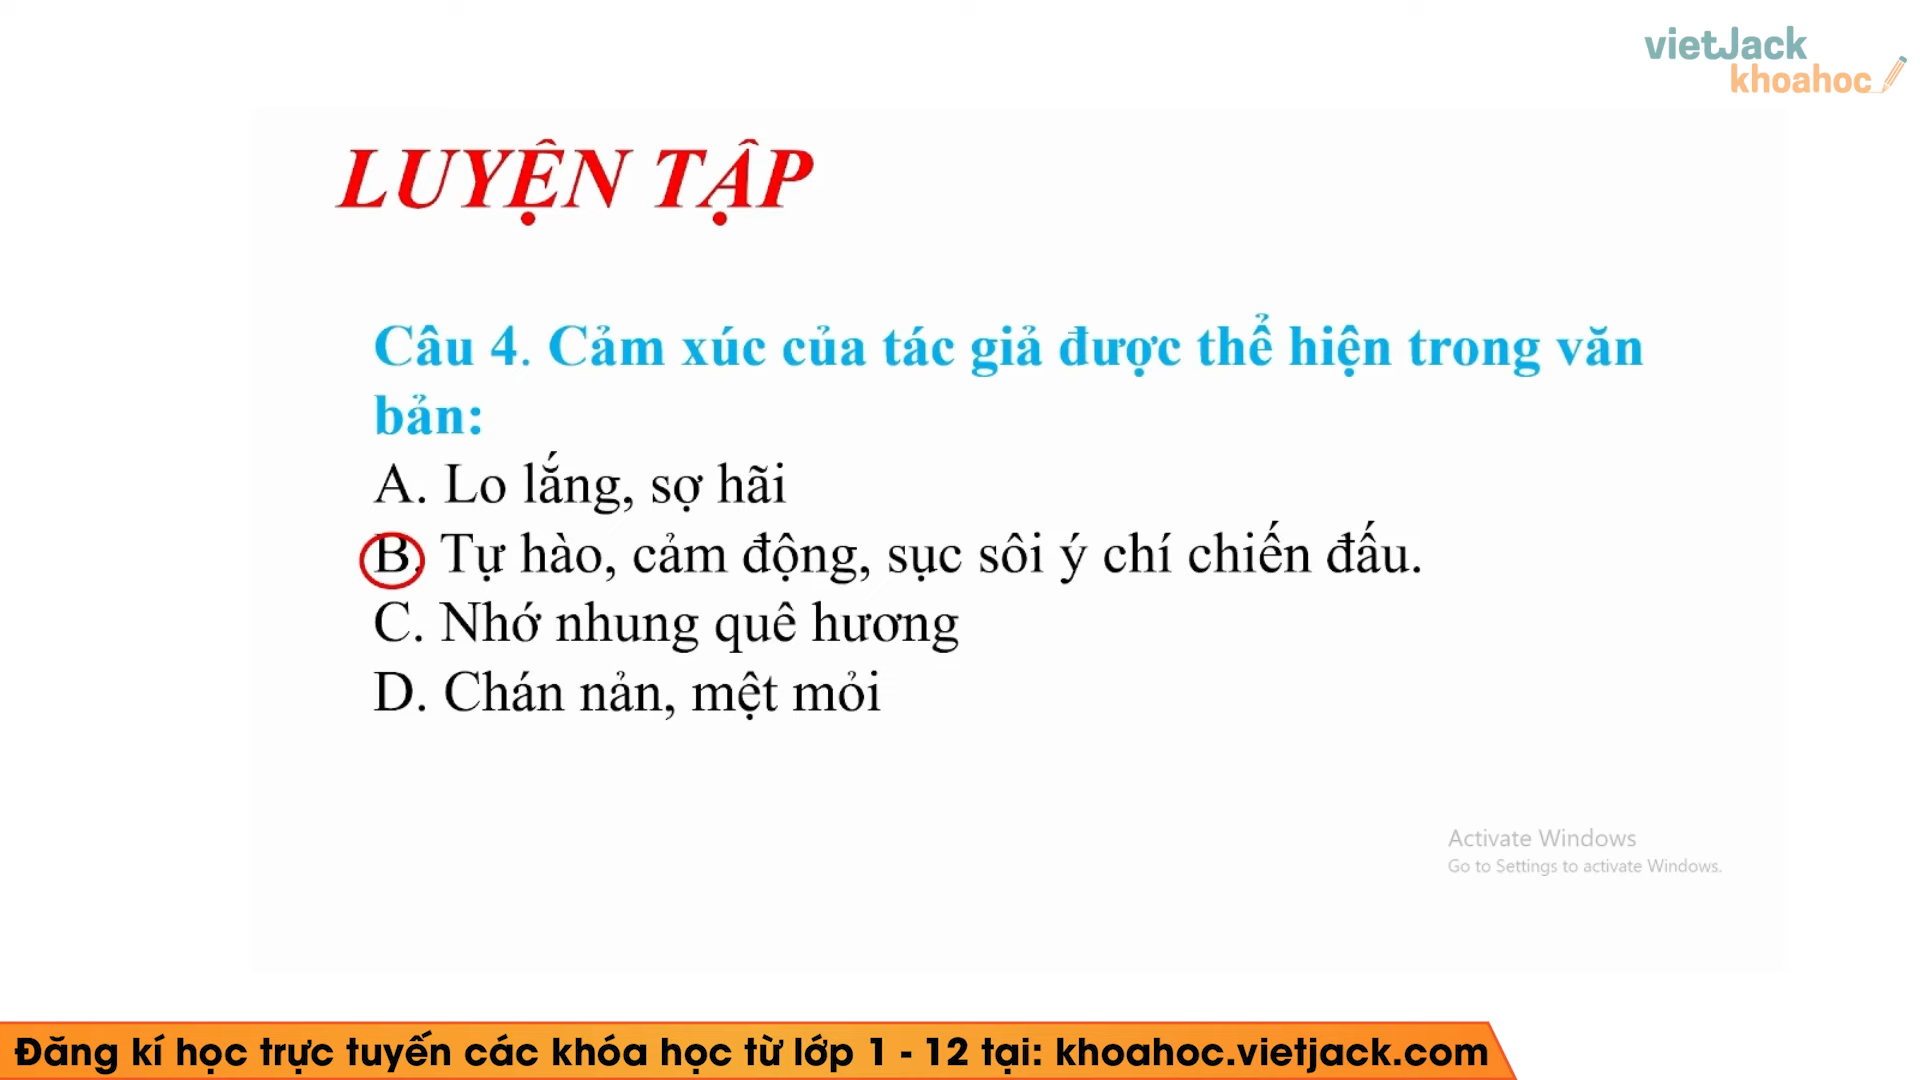 vietJack
khoahoc
LUYỆN TẬP
Câu 4. Cảm xúc của tác giả được thể hiện trong văn
bản:
A. Lo lắng, sợ hãi
B. Tự hào, cảm động, sục sôi ý chí chiến đấu.
C. Nhớ nhung quê hương
D. Chán nản, mệt mỏi
Activate Windows
Go to Settings to activate Windows.
Đăng kí học trực tuyến các khóa học từ lớp 1 - 12 tại: khoahoc.vietjack.com